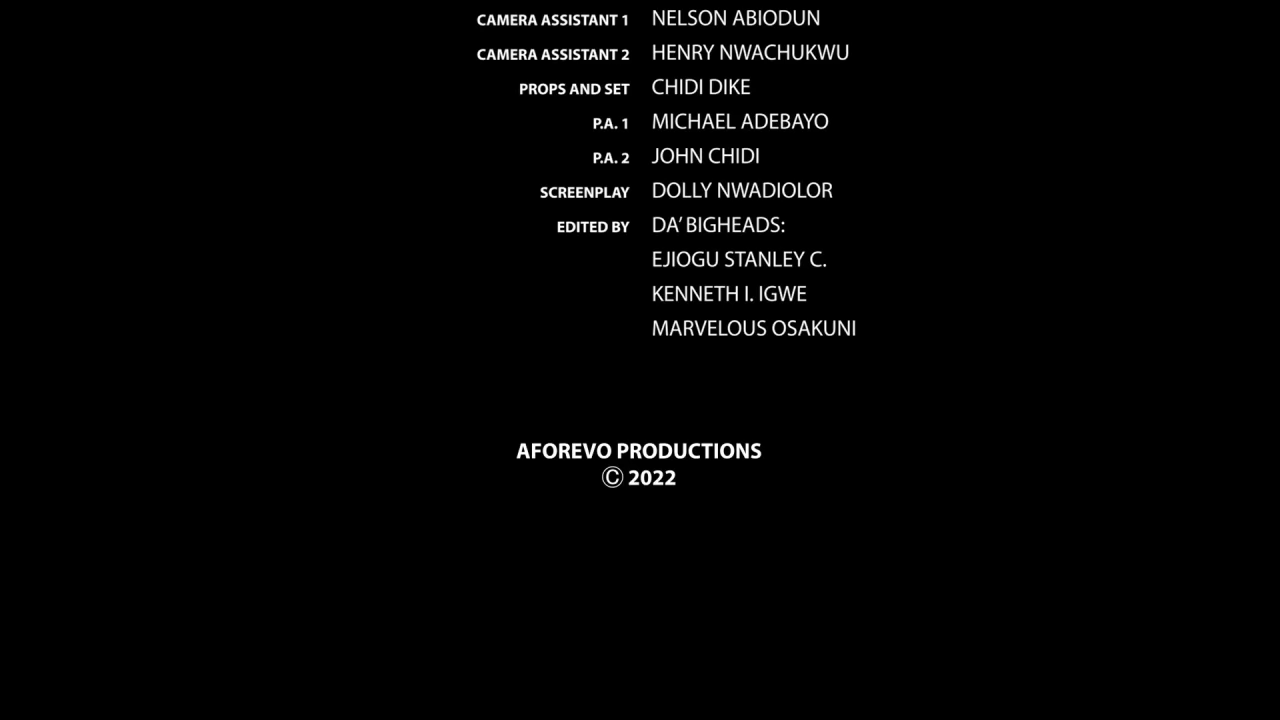 CAMERA ASSISTANT 1 NELSON ABIODUN
CAMERA ASSISTANT 2 HENRY NWACHUKWU
PROPS AND SET CHIDI DIKE
P.A. 1 MICHAEL ADEBAYO
P.A. 2 JOHN CHIDI
SCREENPLAY DOLLY NWADIOLOR
EDITED BY DA' BIGHEADS:
EJIOGU STANLEY C.
KENNETH I. IGWE
MARVELOUS OSAKUNI
AFOREVO PRODUCTIONS
© 2022